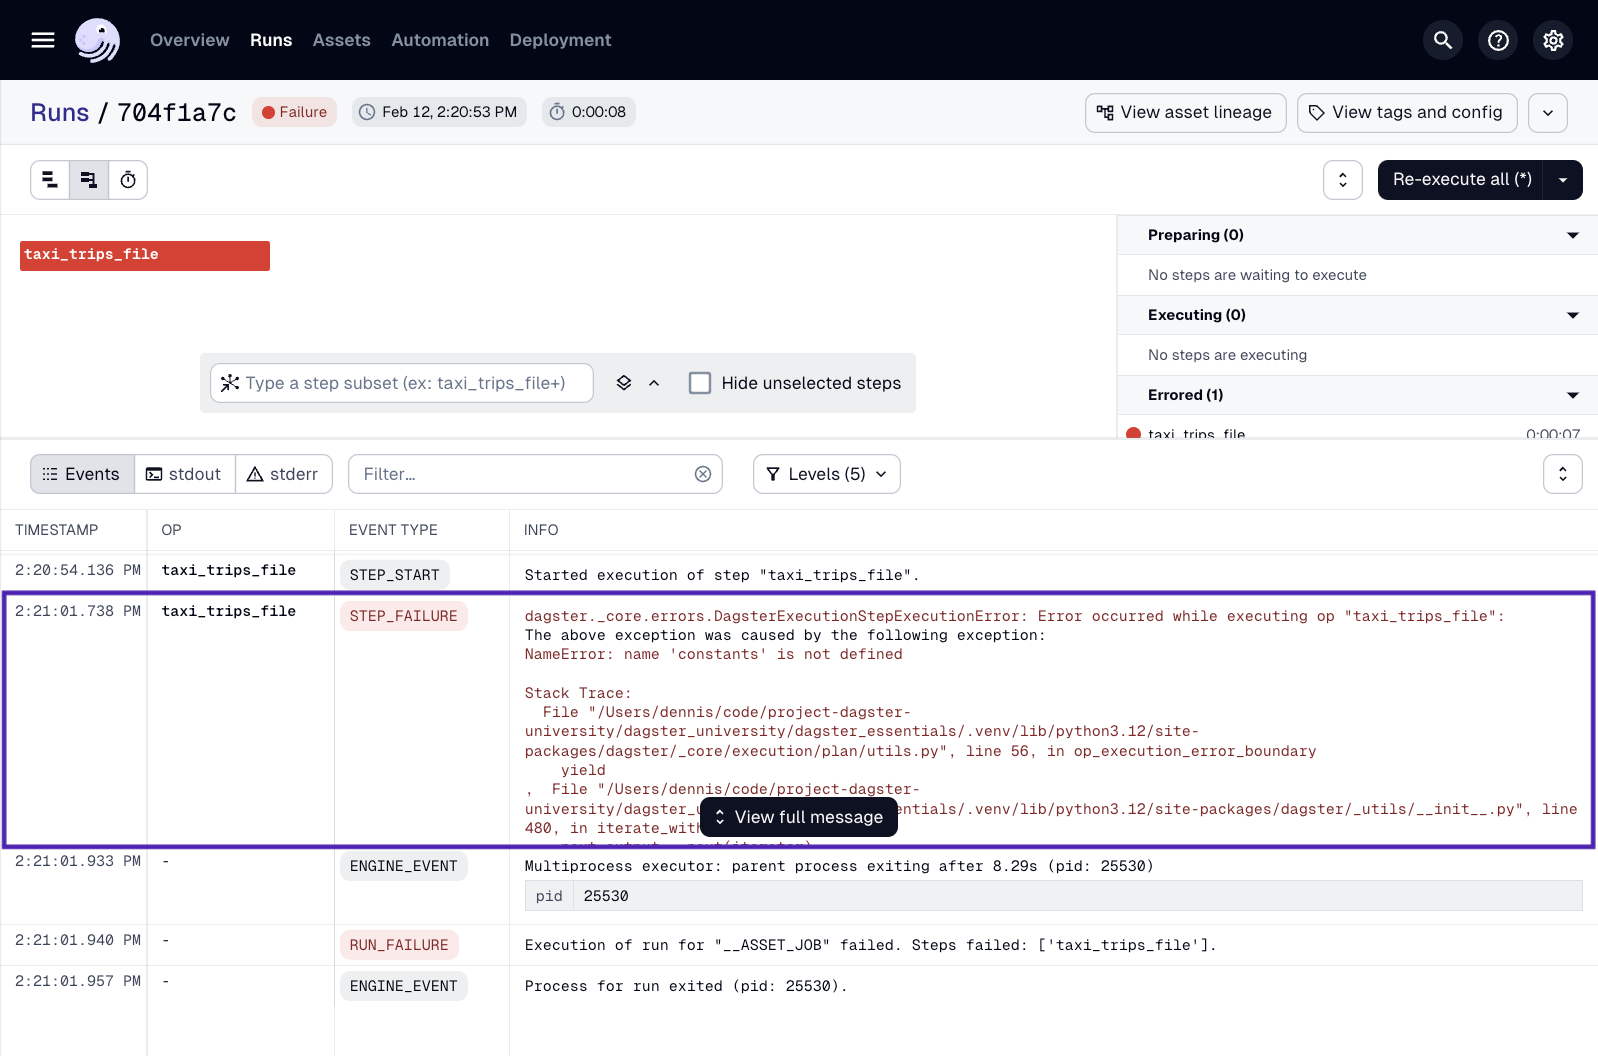 Overview Runs Assets Automation Deployment
Runs / 704f1a7c Failure Feb 12, 2:20:53 PM 0:00:08 View asset lineage View tags and config
Re-execute all (*)
taxi_trips_file
Preparing (0)
No steps are waiting to execute
Executing (0)
No steps are executing
Errored (1)
taxi_trips_file 0:00:07
Type a step subset (ex: taxi_trips_file+) Hide unselected steps
Events stdout stderr Filter... Levels (5)
TIMESTAMP OP EVENT TYPE INFO
2:20:54.136 PM taxi_trips_file STEP_START Started execution of step "taxi_trips_file".
2:21:01.738 PM taxi_trips_file STEP_FAILURE dagster._core.errors.DagsterExecutionStepExecutionError: Error occurred while executing op "taxi_trips_file":
The above exception was caused by the following exception:
NameError: name 'constants' is not defined
Stack Trace:
File "/Users/dennis/code/project-dagster-
university/dagster_university/dagster_essentials/.venv/lib/python3.12/site-
packages/dagster/_core/execution/plan/utils.py", line 56, in op_execution_error_boundary
yield
, File "/Users/dennis/code/project-dagster-
university/dagster_u entials/.venv/lib/python3.12/site-packages/dagster/_utils/__init__.py", line
View full message
480, in iterate_with
2:21:01.933 PM - ENGINE_EVENT Multiprocess executor: parent process exiting after 8.29s (pid: 25530)
pid 25530
2:21:01.940 PM - RUN_FAILURE Execution of run for "__ASSET_JOB" failed. Steps failed: ['taxi_trips_file'].
2:21:01.957 PM - ENGINE_EVENT Process for run exited (pid: 25530).